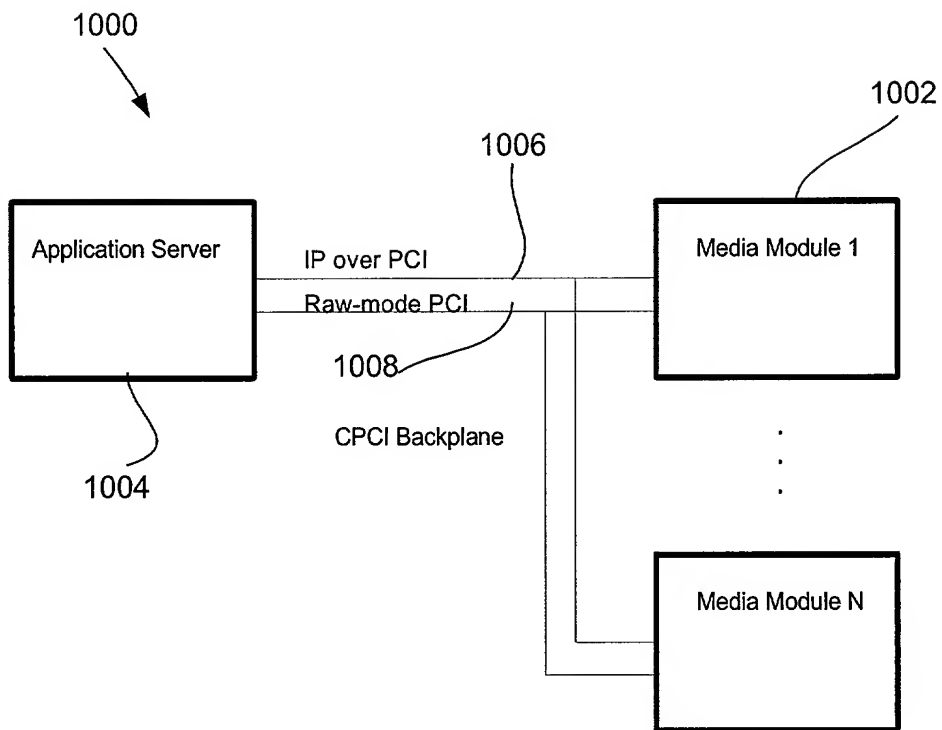 1000
1002
1006
Application Server
Media Module 1
IP over PCI
Raw-mode PCI
1008
CPCI Backplane
1004
Media Module N